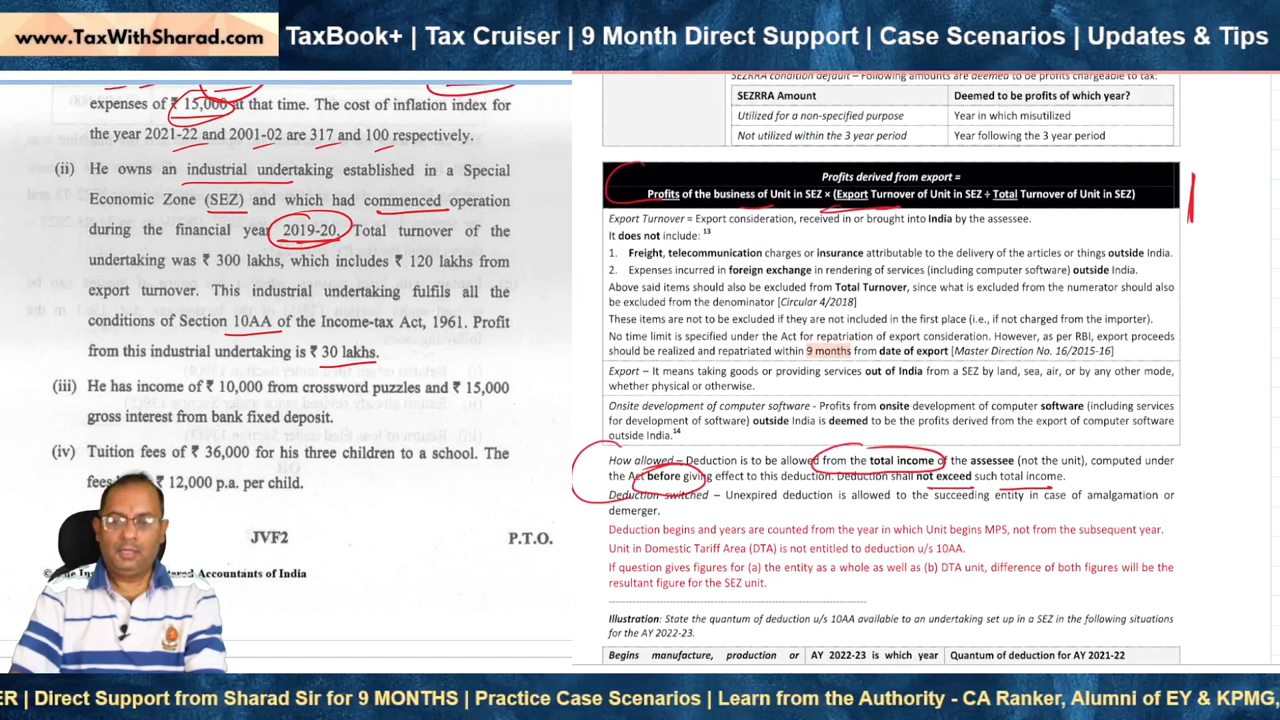 www.TaxWithSharad.com
TaxBook+ | Tax Cruiser | 9 Month Direct Support | Case Scenarios | Updates & Tips
expenses of ₹ 15,000 at that time. The cost of inflation index for
the year 2021-22 and 2001-02 are 317 and 100 respectively.
(ii) He owns an industrial undertaking established in a Special
Economic Zone (SEZ) and which had commenced operation
during the financial year 2019-20. Total turnover of the
undertaking was ₹ 300 lakhs, which includes ₹ 120 lakhs from
export turnover. This industrial undertaking fulfils all the
conditions of Section 10AA of the Income-tax Act, 1961. Profit
from this industrial undertaking is ₹ 30 lakhs.
(iii) He has income of ₹ 10,000 from crossword puzzles and ₹ 15,000
gross interest from bank fixed deposit.
(iv) Tuition fees of ₹ 36,000 for his three children to a school. The
fees ₹ 12,000 p.a. per child.
JVF2
P.T.O.
Accountants of India
SEZRRA condition default – Following amounts are deemed to be profits chargeable to tax:
SEZRRA Amount
Deemed to be profits of which year?
Utilized for a non-specified purpose
Year in which misutilized
Not utilized within the 3 year period
Year following the 3 year period
Profits derived from export =
Profits of the business of Unit in SEZ × (Export Turnover of Unit in SEZ ÷ Total Turnover of Unit in SEZ)
Export Turnover = Export consideration, received in or brought into India by the assessee.
It does not include: 13
1. Freight, telecommunication charges or insurance attributable to the delivery of the articles or things outside India.
2. Expenses incurred in foreign exchange in rendering of services (including computer software) outside India.
Above said items should also be excluded from Total Turnover, since what is excluded from the numerator should also
be excluded from the denominator [Circular 4/2018]
These items are not to be excluded if they are not included in the first place (i.e., if not charged from the importer).
No time limit is specified under the Act for repatriation of export consideration. However, as per RBI, export proceeds
should be realized and repatriated within 9 months from date of export [Master Direction No. 16/2015-16]
Export – It means taking goods or providing services out of India from a SEZ by land, sea, air, or by any other mode,
whether physical or otherwise.
Onsite development of computer software - Profits from onsite development of computer software (including services
for development of software) outside India is deemed to be the profits derived from the export of computer software
outside India.14
How allowed – Deduction is to be allowed from the total income of the assessee (not the unit), computed under
the Act before giving effect to this deduction. Deduction shall not exceed such total income.
Deduction switched – Unexpired deduction is allowed to the succeeding entity in case of amalgamation or
demerger.
Deduction begins and years are counted from the year in which Unit begins MPS, not from the subsequent year.
Unit in Domestic Tariff Area (DTA) is not entitled to deduction u/s 10AA.
If question gives figures for (a) the entity as a whole as well as (b) DTA unit, difference of both figures will be the
resultant figure for the SEZ unit.
Illustration: State the quantum of deduction u/s 10AA available to an undertaking set up in a SEZ in the following situations
for the AY 2022-23.
Begins manufacture, production or
AY 2022-23 is which year
Quantum of deduction for AY 2021-22
ER | Direct Support from Sharad Sir for 9 MONTHS | Practice Case Scenarios | Learn from the Authority - CA Ranker, Alumni of EY & KPMG,